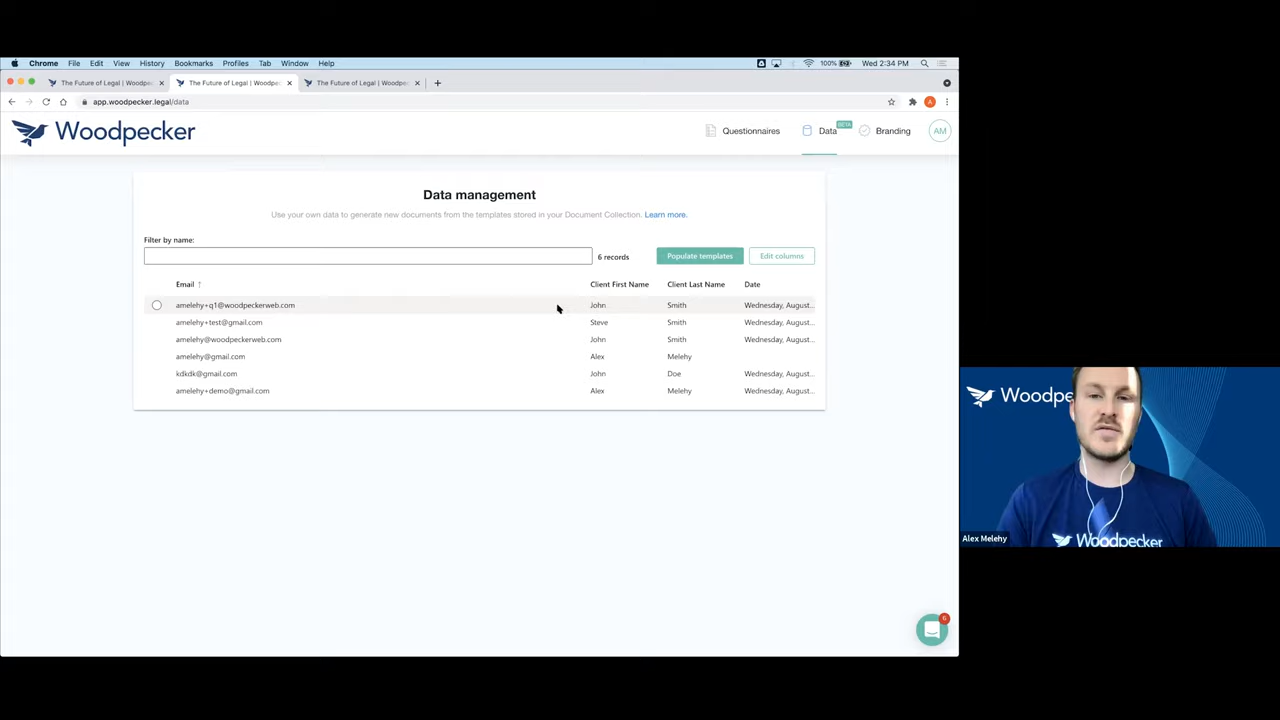 Chrome File Edit View History Bookmarks Profiles Tab Window Help 100% Wed 2:34 PM
The Future of Legal | Woodpe The Future of Legal | Woodpe The Future of Legal | Woodpe
app.woodpecker.legal/data A
Woodpecker Questionnaires Data BETA Branding AM
Data management
Use your own data to generate new documents from the templates stored in your Document Collection. Learn more.
Filter by name:
6 records Populate templates Edit columns
Email ↑ Client First Name Client Last Name Date
amelehy+q1@woodpeckerweb.com John Smith Wednesday, August...
amelehy+test@gmail.com Steve Smith Wednesday, August...
amelehy@woodpeckerweb.com John Smith Wednesday, August...
amelehy@gmail.com Alex Melehy
kdkdk@gmail.com John Doe Wednesday, August...
amelehy+demo@gmail.com Alex Melehy Wednesday, August...
Woodpe
Woodpecker
Alex Melehy
6